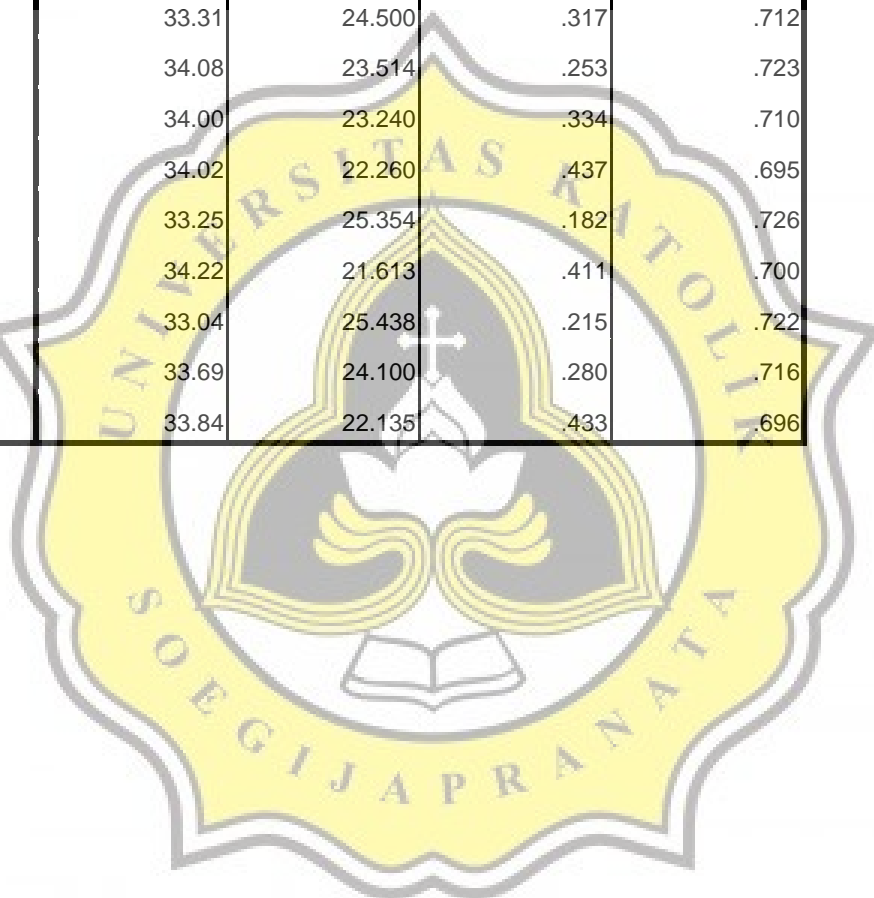 33.31 24.500 .317 .712
34.08 23.514 .253 .723
34.00 23.240 .334 .710
34.02 22.260 .437 .695
33.25 25.354 .182 .726
34.22 21.613 .411 .700
33.04 25.438 .215 .722
33.69 24.100 .280 .716
33.84 22.135 .433 .696
UNIVERSITAS KATOLIK
SOEGIJAPRANATA